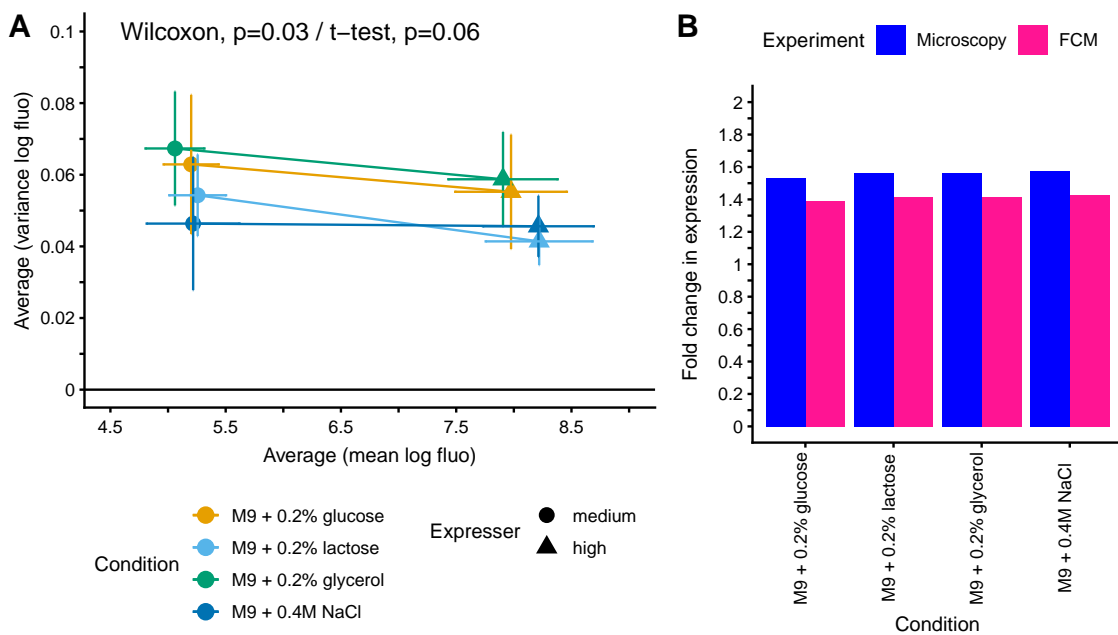 A
Wilcoxon, p=0.03 / t−test, p=0.06
Average (variance log fluo)
0.1
0.08
0.06
0.04
0.02
0
4.5
5.5
6.5
7.5
8.5
Average (mean log fluo)
Condition
M9 + 0.2% glucose
M9 + 0.2% lactose
M9 + 0.2% glycerol
M9 + 0.4M NaCl
Expresser
medium
high
B
Experiment
Microscopy
FCM
Fold change in expression
2
1.8
1.6
1.4
1.2
1
0.8
0.6
0.4
0.2
0
M9 + 0.2% glucose
M9 + 0.2% lactose
M9 + 0.2% glycerol
M9 + 0.4M NaCl
Condition